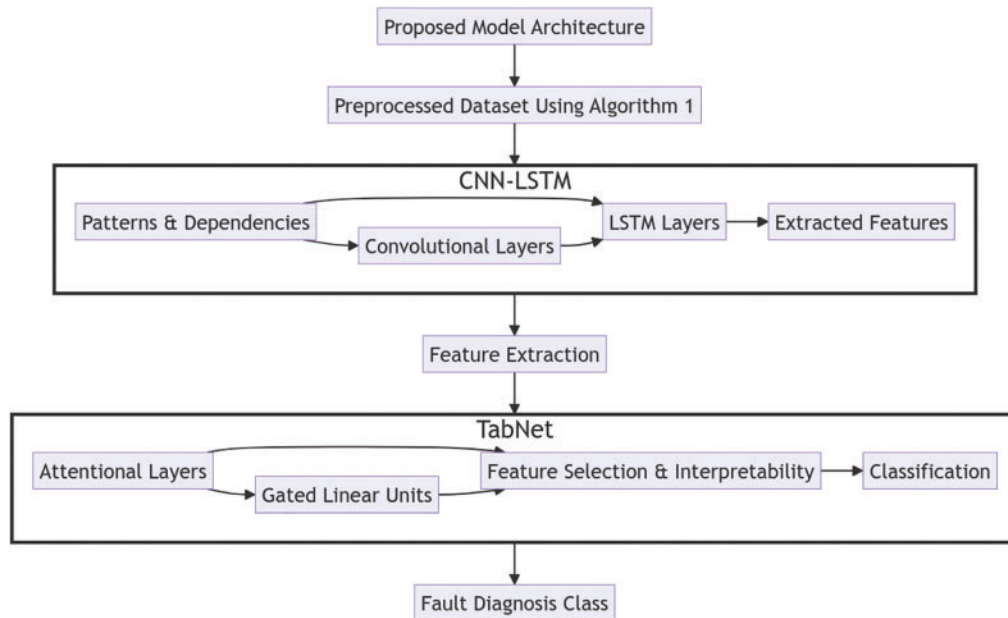 Proposed Model Architecture
Preprocessed Dataset Using Algorithm 1
CNN-LSTM
Patterns & Dependencies
LSTM Layers
Extracted Features
Convolutional Layers
Feature Extraction
TabNet
Attentional Layers
Feature Selection & Interpretability
Classification
Gated Linear Units
Fault Diagnosis Class